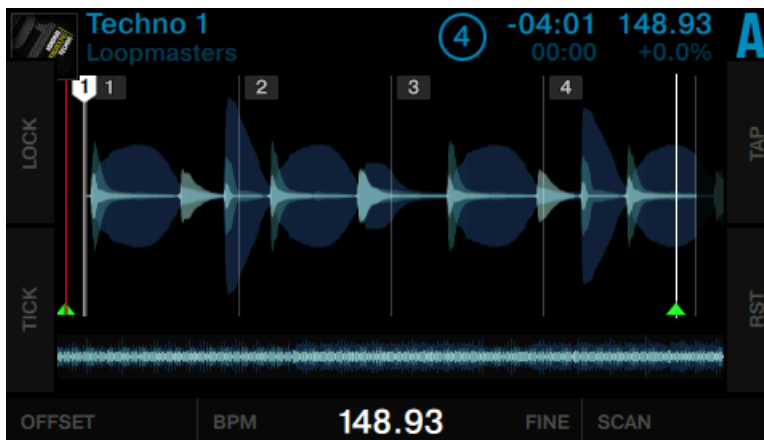 Techno 1
Loopmasters
4
-04:01 148.93
00:00 +0.0%
A
1 1 2 3 4
LOCK
TAP
TICK
RST
OFFSET BPM 148.93 FINE SCAN